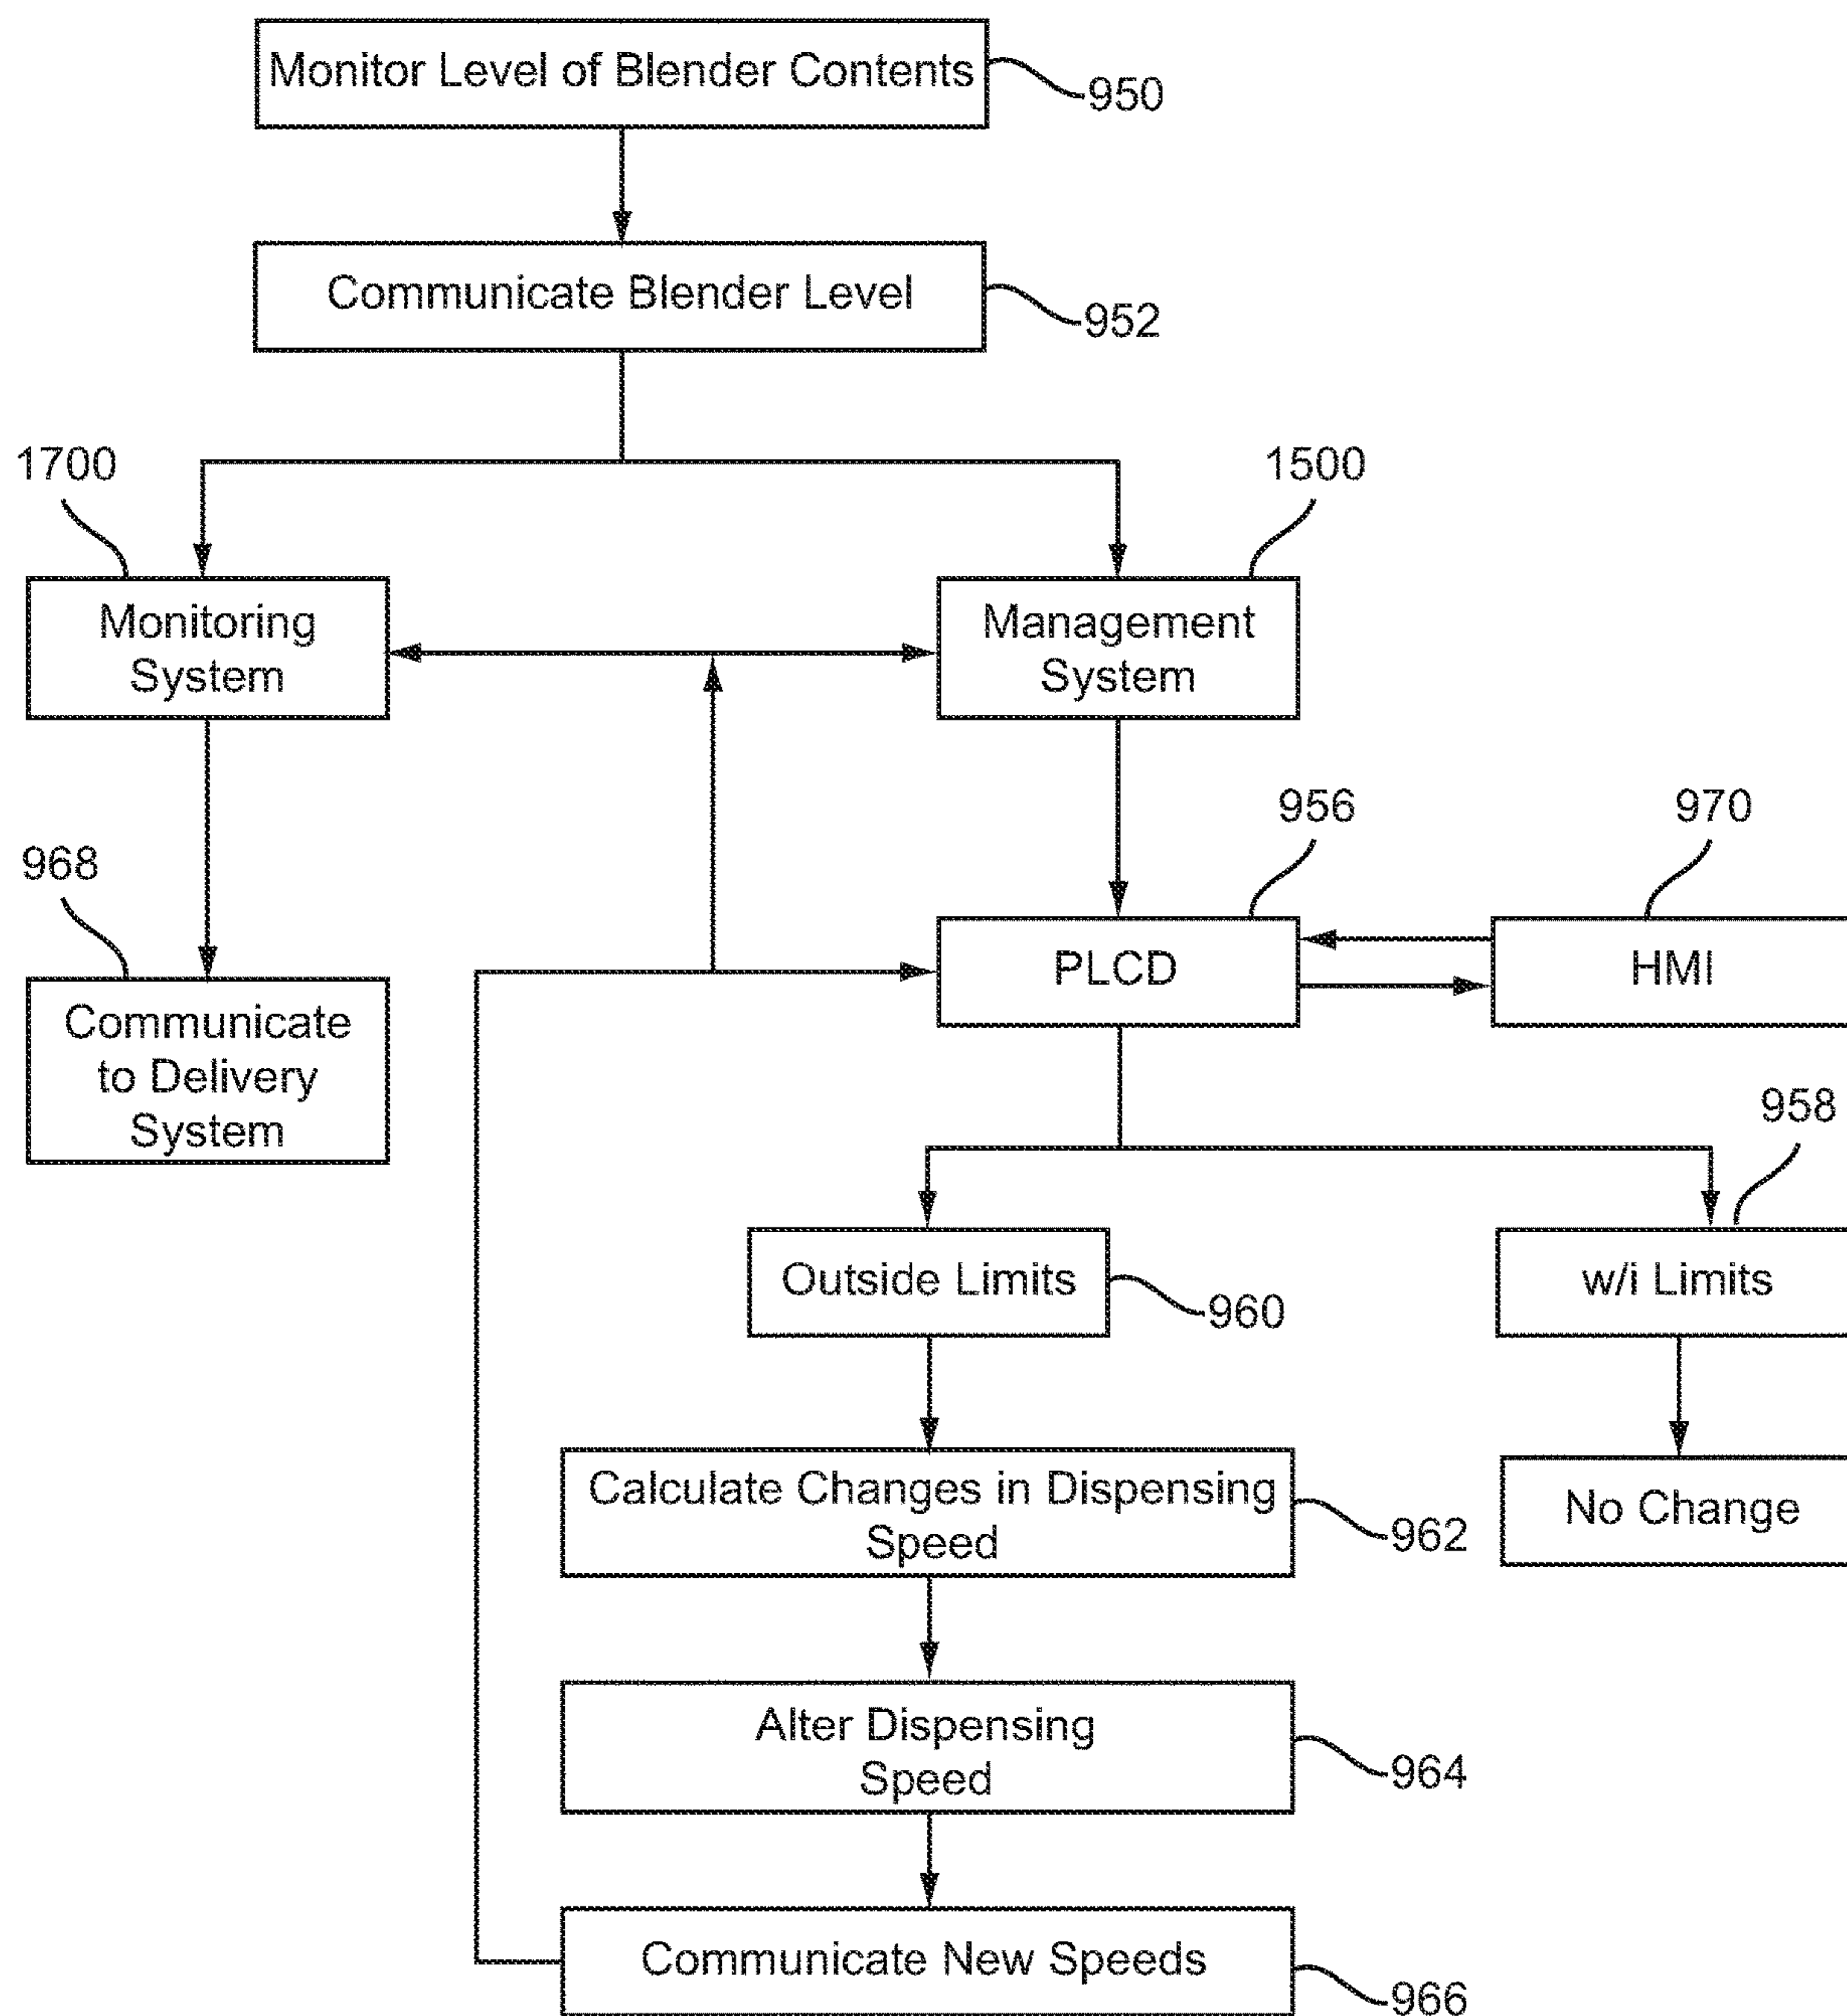 Monitor Level of Blender Contents
950
Communicate Blender Level
952
1700
1500
Monitoring
System
Management
System
956
970
968
PLCD
HMI
Communicate
to Delivery
System
958
Outside Limits
960
w/i Limits
Calculate Changes in Dispensing
Speed
962
No Change
Alter Dispensing
Speed
964
Communicate New Speeds
966